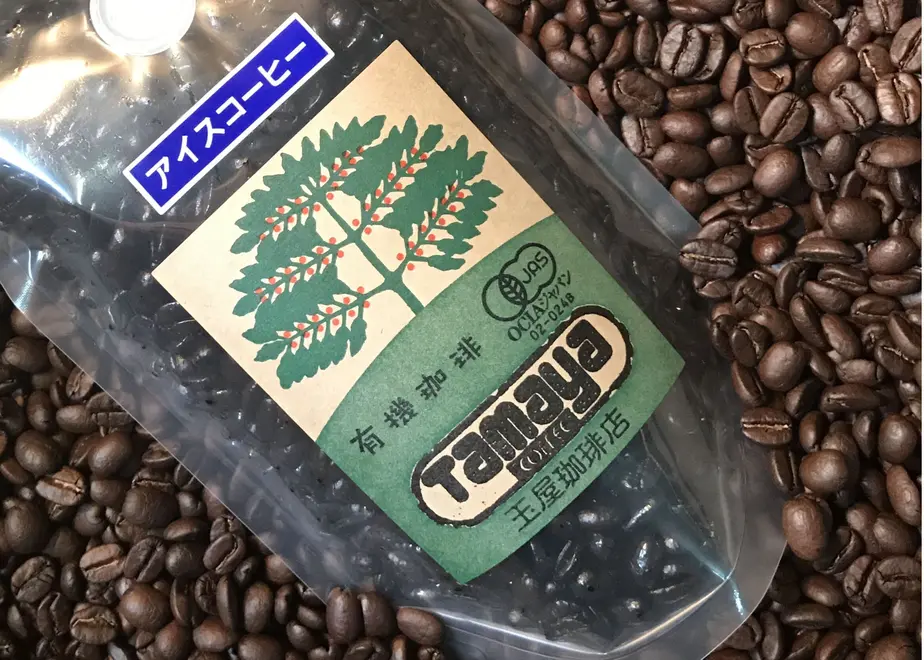 アイスコーヒー
JAS
OCIAジャパン
02-0248
有機珈琲
Tamaya
COFFEE
玉屋珈琲店